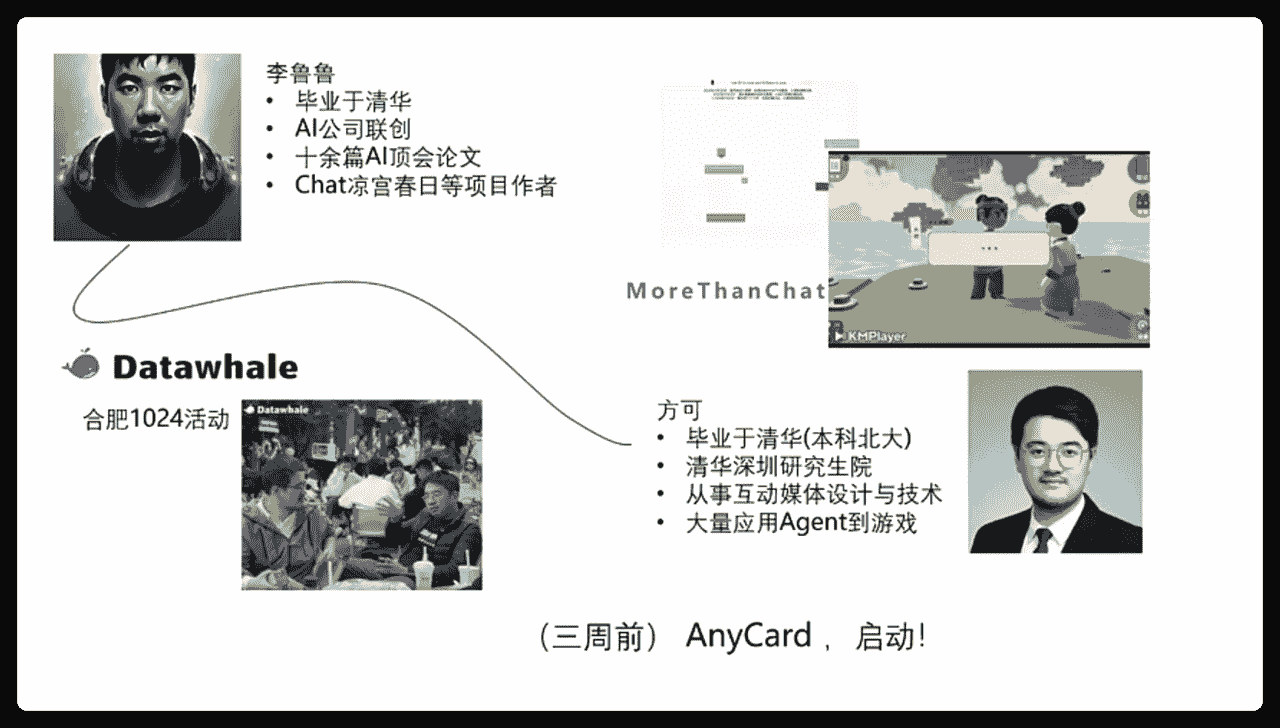 李鲁鲁
• 毕业于清华
• AI公司联创
• 十余篇AI顶会论文
• Chat凉宫春日等项目作者
MoreThanChat
KMPlayer
Datawhale
合肥1024活动
Datawhale
方可
• 毕业于清华(本科北大)
• 清华深圳研究生院
• 从事互动媒体设计与技术
• 大量应用Agent到游戏
（三周前） AnyCard ， 启动！